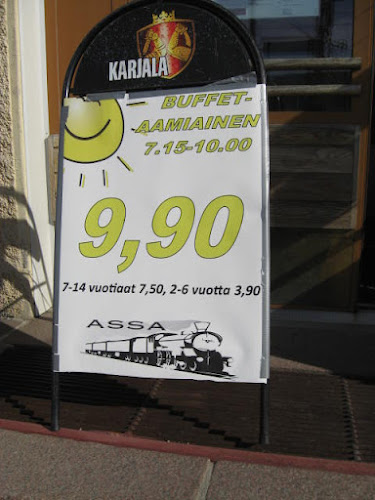 KARJALA
BUFFET-
AAMIAINEN
7.15-10.00
9,90
7-14 vuotiaat 7,50, 2-6 vuotta 3,90
ASSA